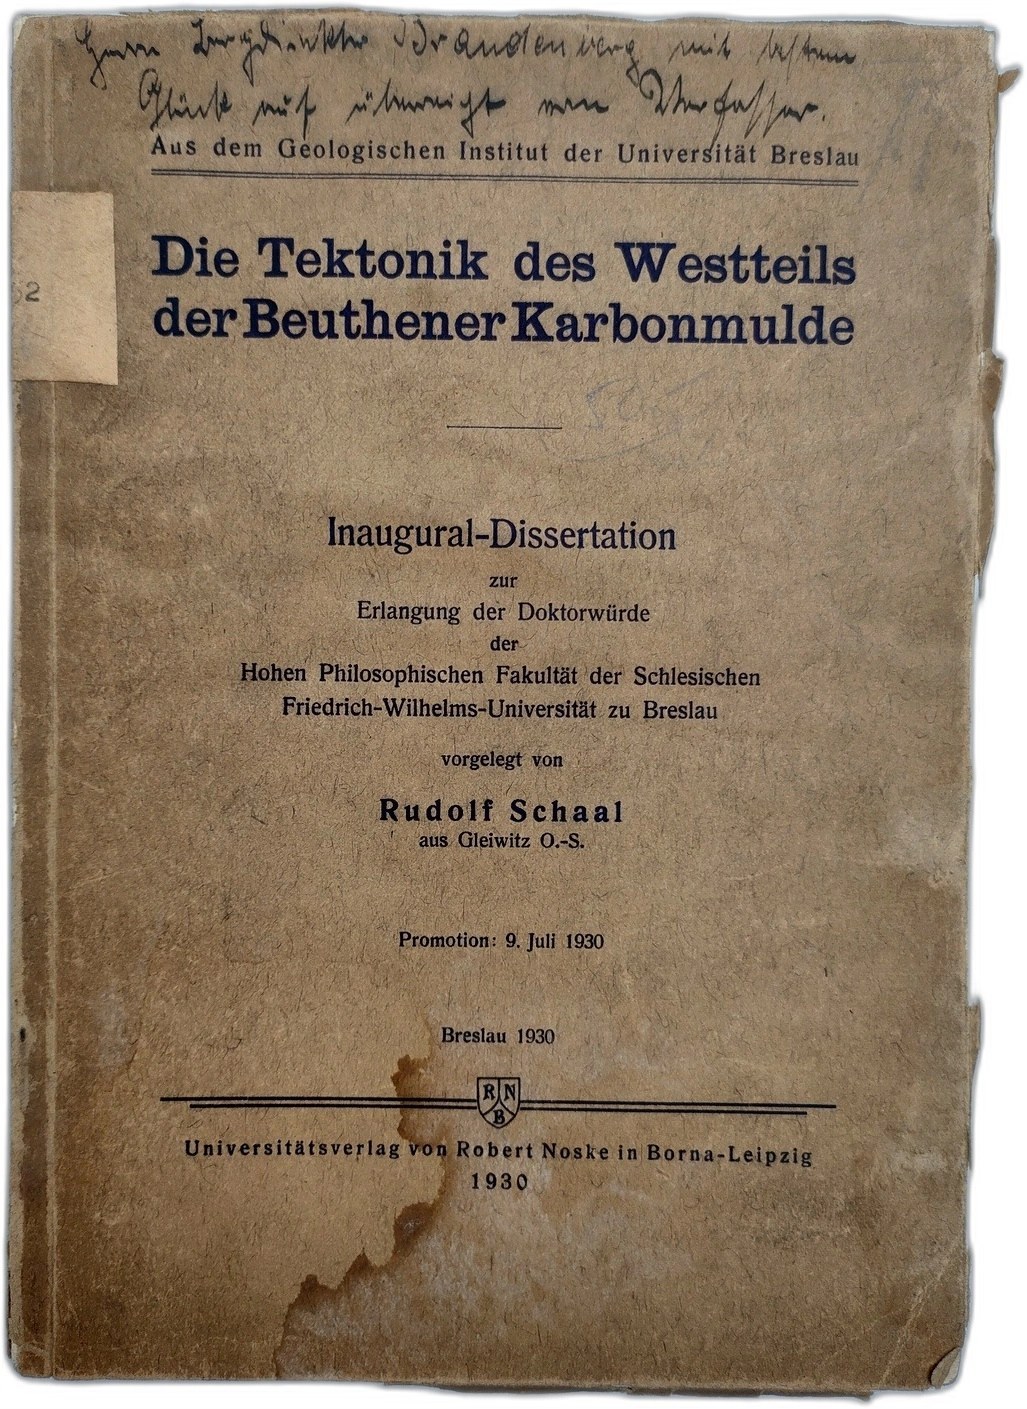 Herrn Bergdirektor Brandenberg mit bestem
Glück auf überreicht vom Verfasser.
Aus dem Geologischen Institut der Universität Breslau
Die Tektonik des Westteils
der Beuthener Karbonmulde
2
Inaugural-Dissertation
zur
Erlangung der Doktorwürde
der
Hohen Philosophischen Fakultät der Schlesischen
Friedrich-Wilhelms-Universität zu Breslau
vorgelegt von
Rudolf Schaal
aus Gleiwitz O.-S.
Promotion: 9. Juli 1930
Breslau 1930
R N
B
Universitätsverlag von Robert Noske in Borna-Leipzig
1930